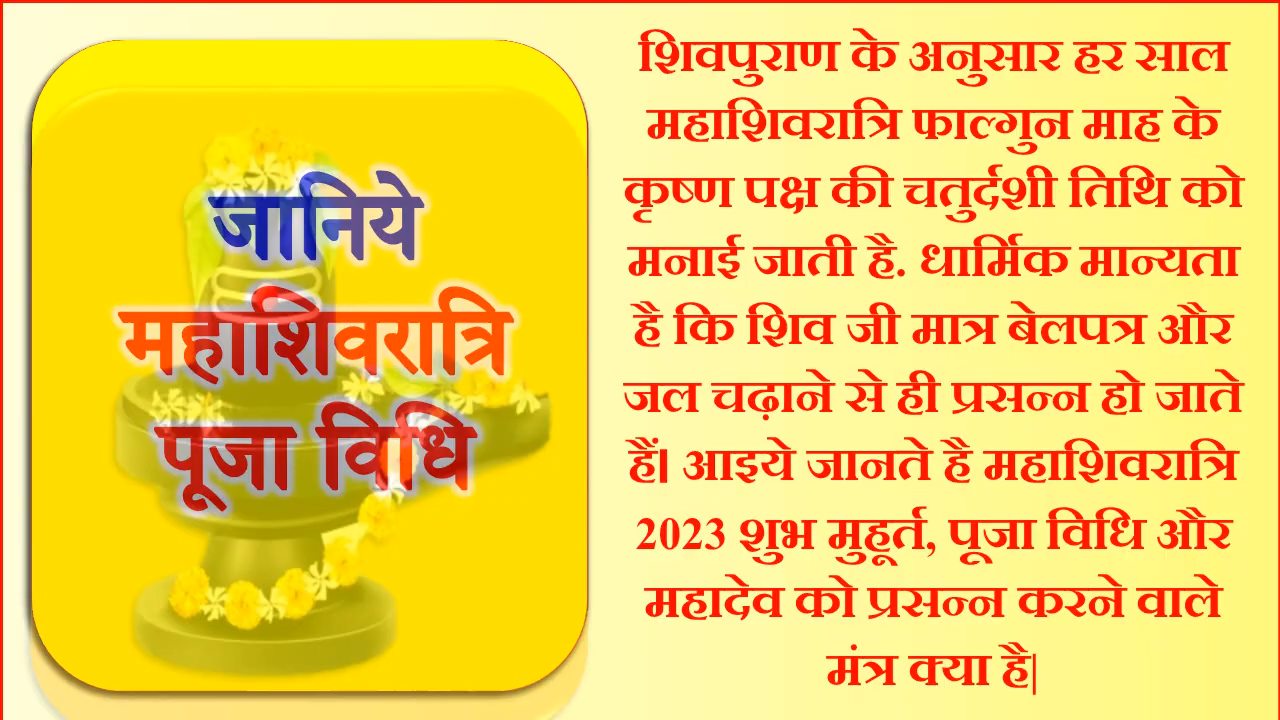 जानिये
महाशिवरात्रि
पूजा विधि
शिवपुराण के अनुसार हर साल
महाशिवरात्रि फाल्गुन माह के
कृष्ण पक्ष की चतुर्दशी तिथि को
मनाई जाती है. धार्मिक मान्यता
है कि शिव जी मात्र बेलपत्र और
जल चढ़ाने से ही प्रसन्न हो जाते
हैं। आइये जानते है महाशिवरात्रि
2023 शुभ मुहूर्त, पूजा विधि और
महादेव को प्रसन्न करने वाले
मंत्र क्या है|